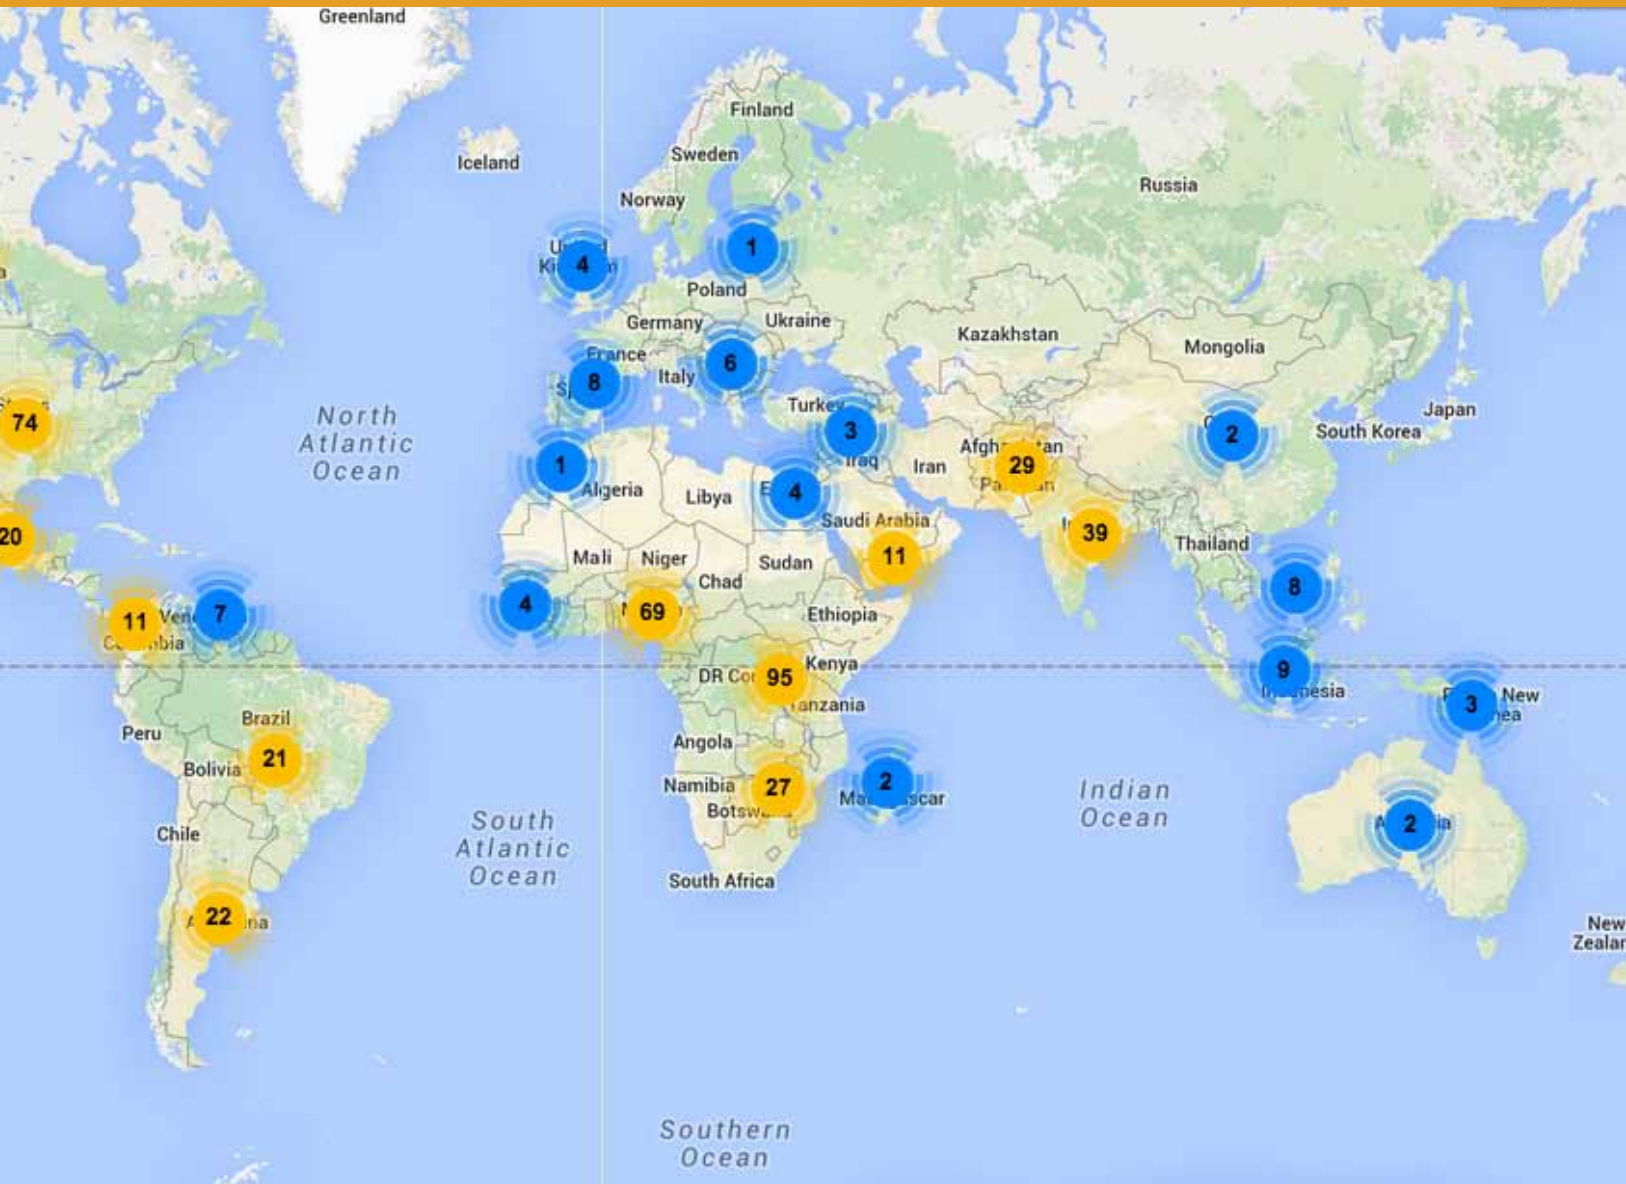 Greenland
Finland
Iceland
Sweden
Russia
Norway
4
1
Poland
Germany
Ukraine
Kazakhstan
Mongolia
France
6
Italy
8
Turkey
Japan
74
North
Atlantic
Ocean
3
2
South Korea
Iraq
Iran
29
1
Algeria
Libya
4
20
Saudi Arabia
39
Thailand
Mali
Niger
Sudan
11
Chad
8
4
69
Ethiopia
11
7
Kenya
95
9
3
New
Tanzania
Brazil
Peru
Angola
21
Bolivia
Namibia
27
2
Indian
Ocean
Chile
South
Atlantic
Ocean
2
South Africa
22
New
Southern
Ocean